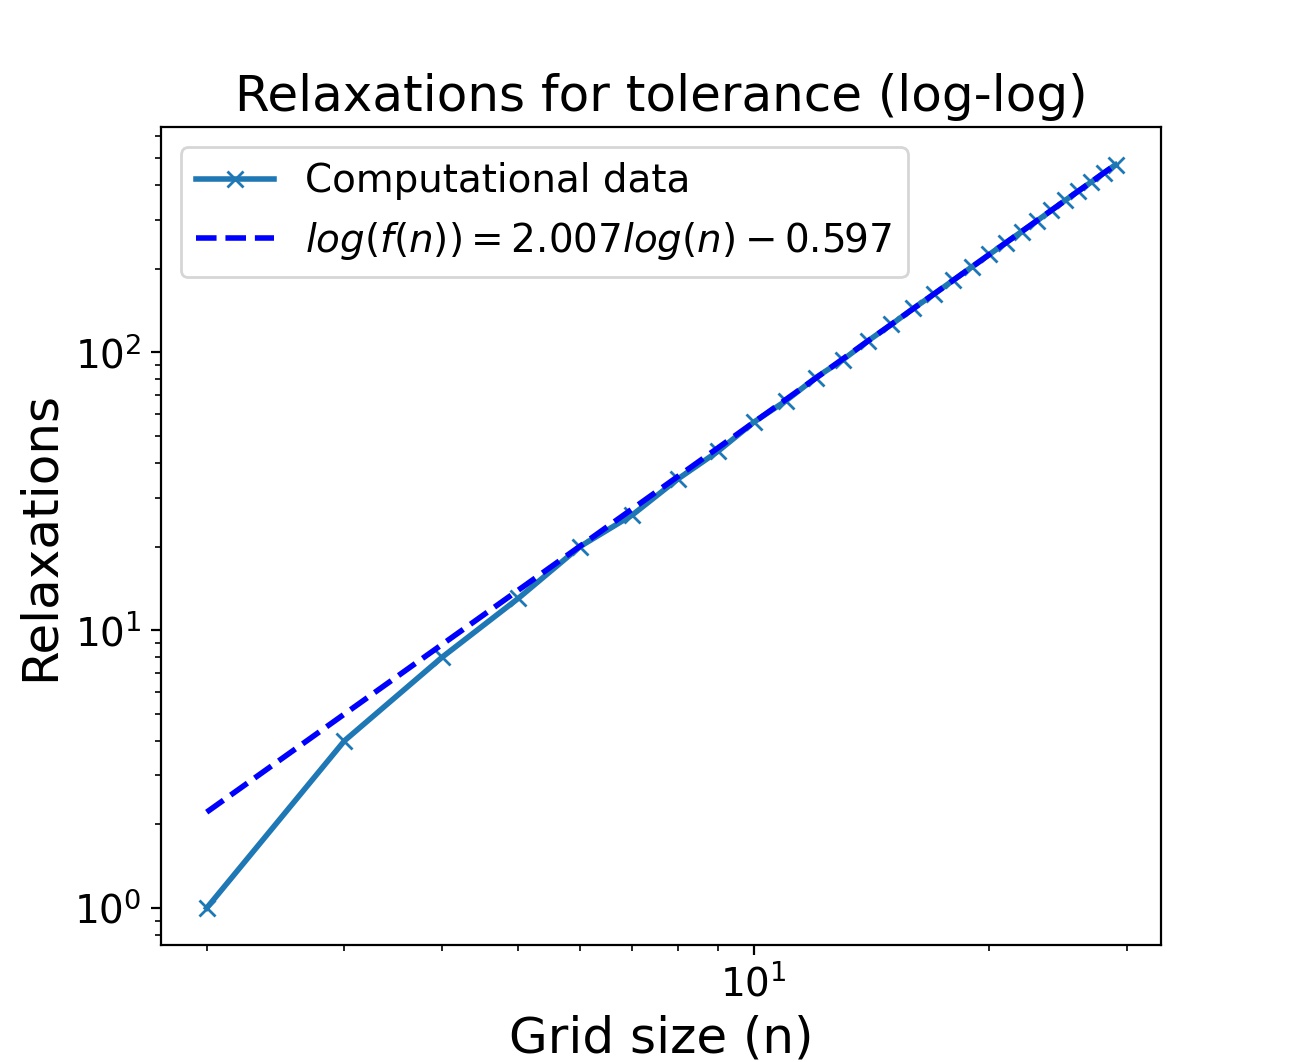 Relaxations for tolerance (log-log)
Computational data
log(f(n)) = 2.007log(n) − 0.597
10²
10¹
10⁰
Relaxations
10¹
Grid size (n)